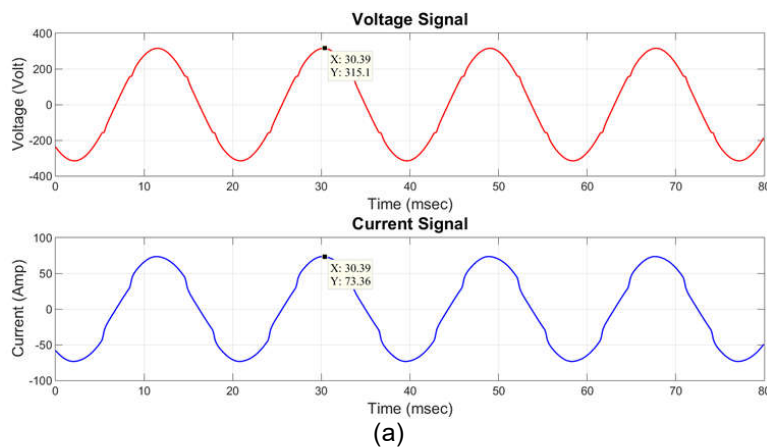 Voltage Signal
400
200
0
-200
-400
Voltage (Volt)
X: 30.39
Y: 315.1
0 10 20 30 40 50 60 70 80
Time (msec)
Current Signal
100
50
0
-50
-100
Current (Amp)
X: 30.39
Y: 73.36
0 10 20 30 40 50 60 70 80
Time (msec)
(a)